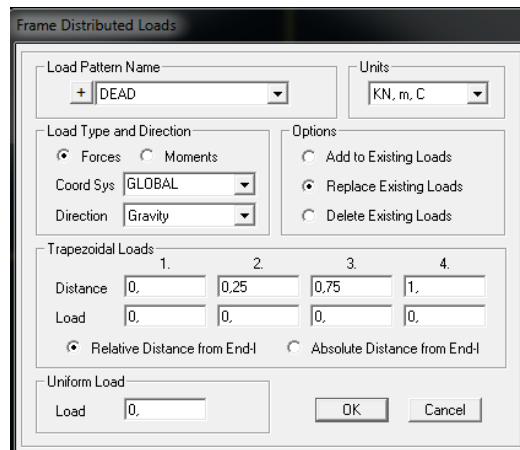 Frame Distributed Loads
Load Pattern Name
+ DEAD
Units
KN, m, C
Load Type and Direction
Forces Moments
Coord Sys GLOBAL
Direction Gravity
Options
Add to Existing Loads
Replace Existing Loads
Delete Existing Loads
Trapezoidal Loads
1. 2. 3. 4.
Distance 0, 0,25 0,75 1,
Load 0, 0, 0, 0,
Relative Distance from End-I Absolute Distance from End-I
Uniform Load
Load 0,
OK Cancel